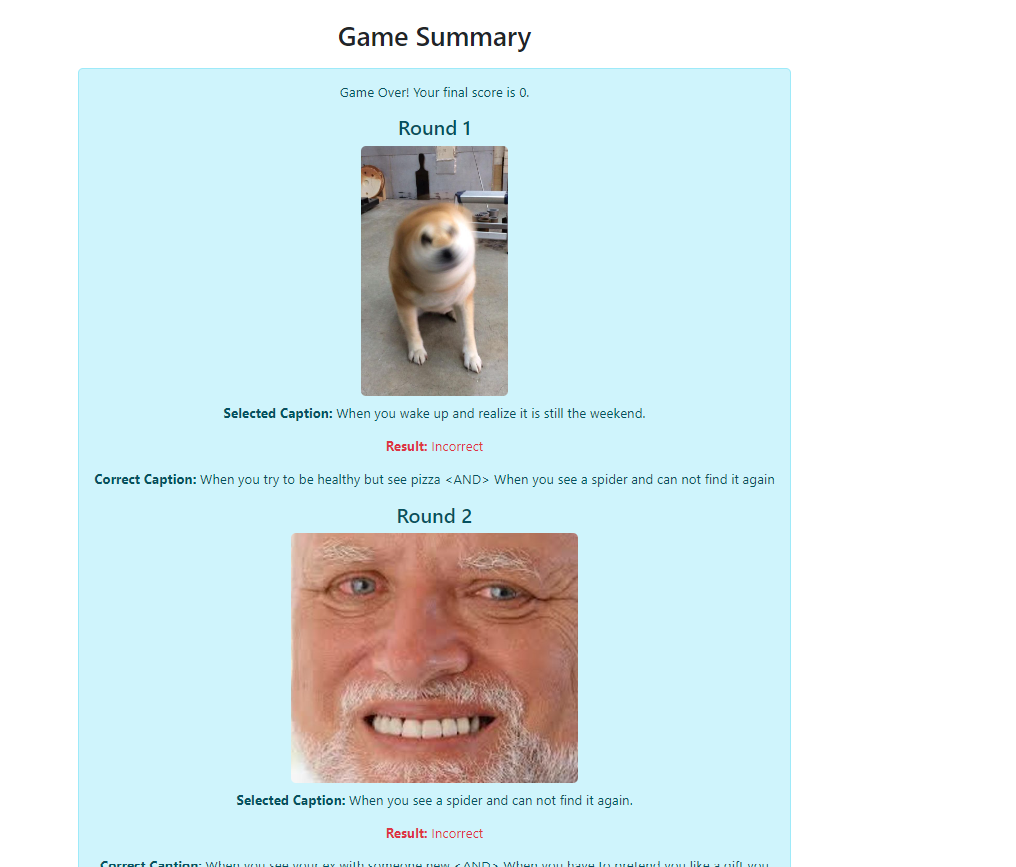 Game Summary
Game Over! Your final score is 0.
Round 1
Selected Caption: When you wake up and realize it is still the weekend.
Result: Incorrect
Correct Caption: When you try to be healthy but see pizza <AND> When you see a spider and can not find it again
Round 2
Selected Caption: When you see a spider and can not find it again.
Result: Incorrect
Correct Caption: When you see your ex with someone new <AND> When you have to pretend you like a gift you